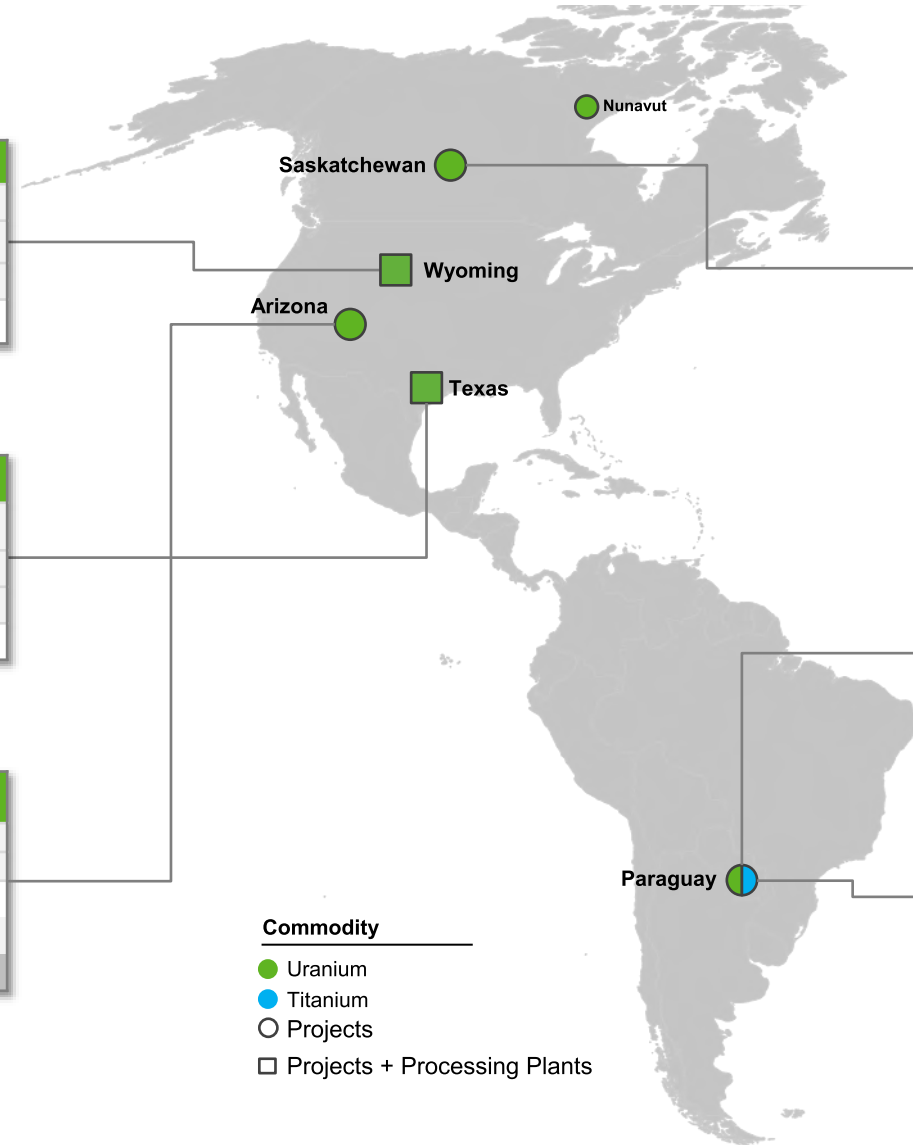 Nunavut
Saskatchewan
Wyoming
Arizona
Texas
Paraguay
Commodity
Uranium
Titanium
Projects
Projects + Processing Plants